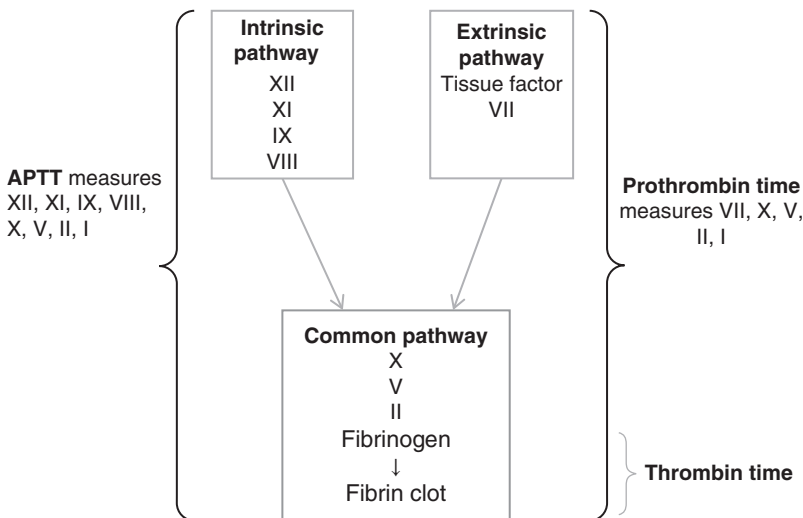 Intrinsic
pathway
XII
XI
IX
VIII
Extrinsic
pathway
Tissue factor
VII
APTT measures
XII, XI, IX, VIII,
X, V, II, I
Prothrombin time
measures VII, X, V,
II, I
Common pathway
X
V
II
Fibrinogen
↓
Fibrin clot
Thrombin time